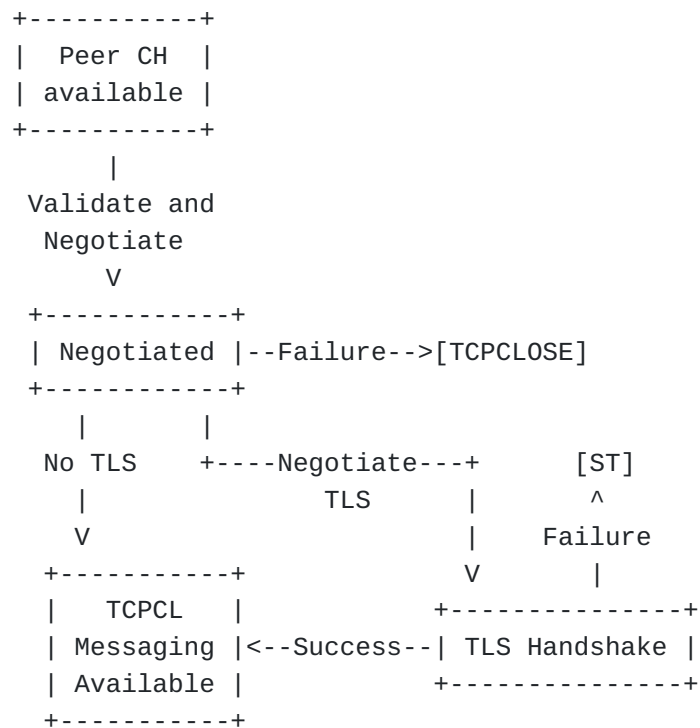 +-----------+
|  Peer CH  |
| available |
+-----------+
      |
 Validate and
  Negotiate
      V
 +------------+
 | Negotiated |--Failure-->[TCPCLOSE]
 +------------+
    |       |
  No TLS    +----Negotiate---+      [ST]
    |               TLS      |       ^
    V                        |    Failure
  +-----------+              V       |
  |   TCPCL   |            +---------------+
  | Messaging |<--Success--| TLS Handshake |
  | Available |            +---------------+
  +-----------+